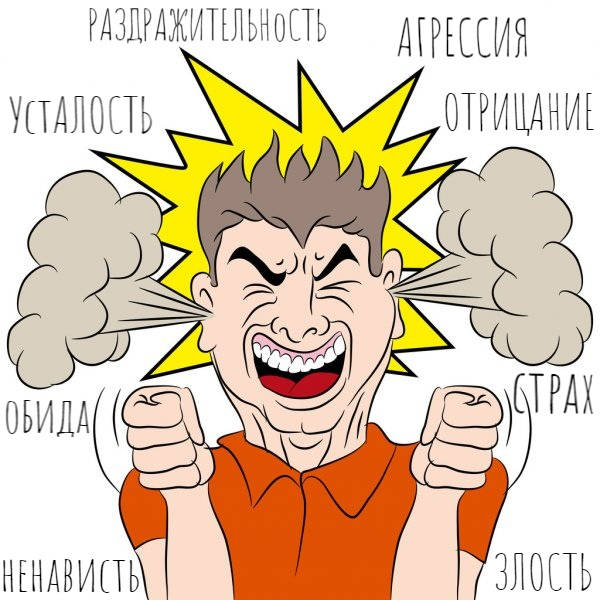 РАЗДРАЖИТЕЛЬНОСТЬ
АГРЕССИЯ
УСТАЛОСТЬ
ОТРИЦАНИЕ
ОБИДА
СТРАХ
НЕНАВИСТЬ
ЗЛОСТЬ